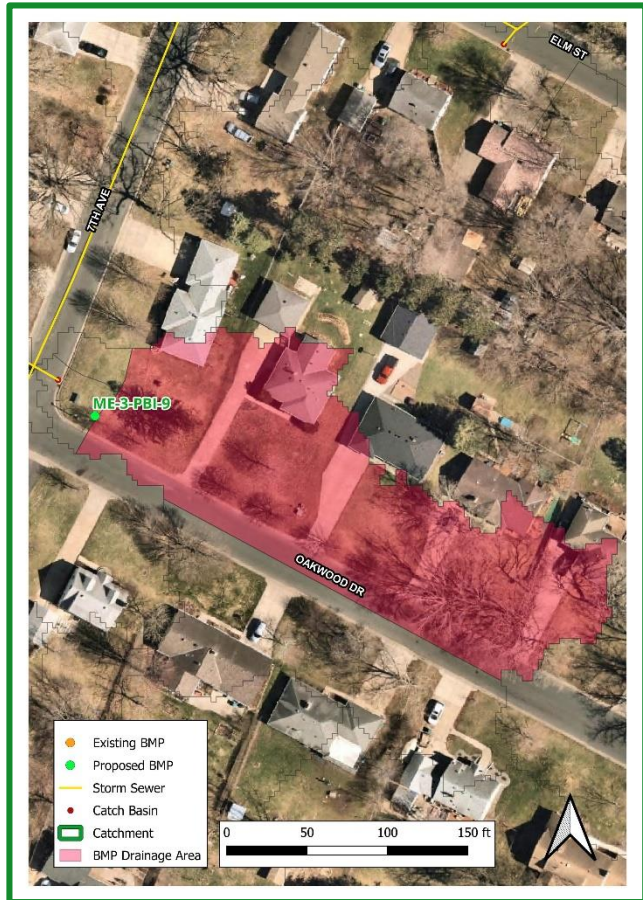 ELM ST
7TH AVE
ME-3-PBI-9
OAKWOOD DR
Existing BMP
Proposed BMP
Storm Sewer
Catch Basin
Catchment
BMP Drainage Area
0 50 100 150 ft